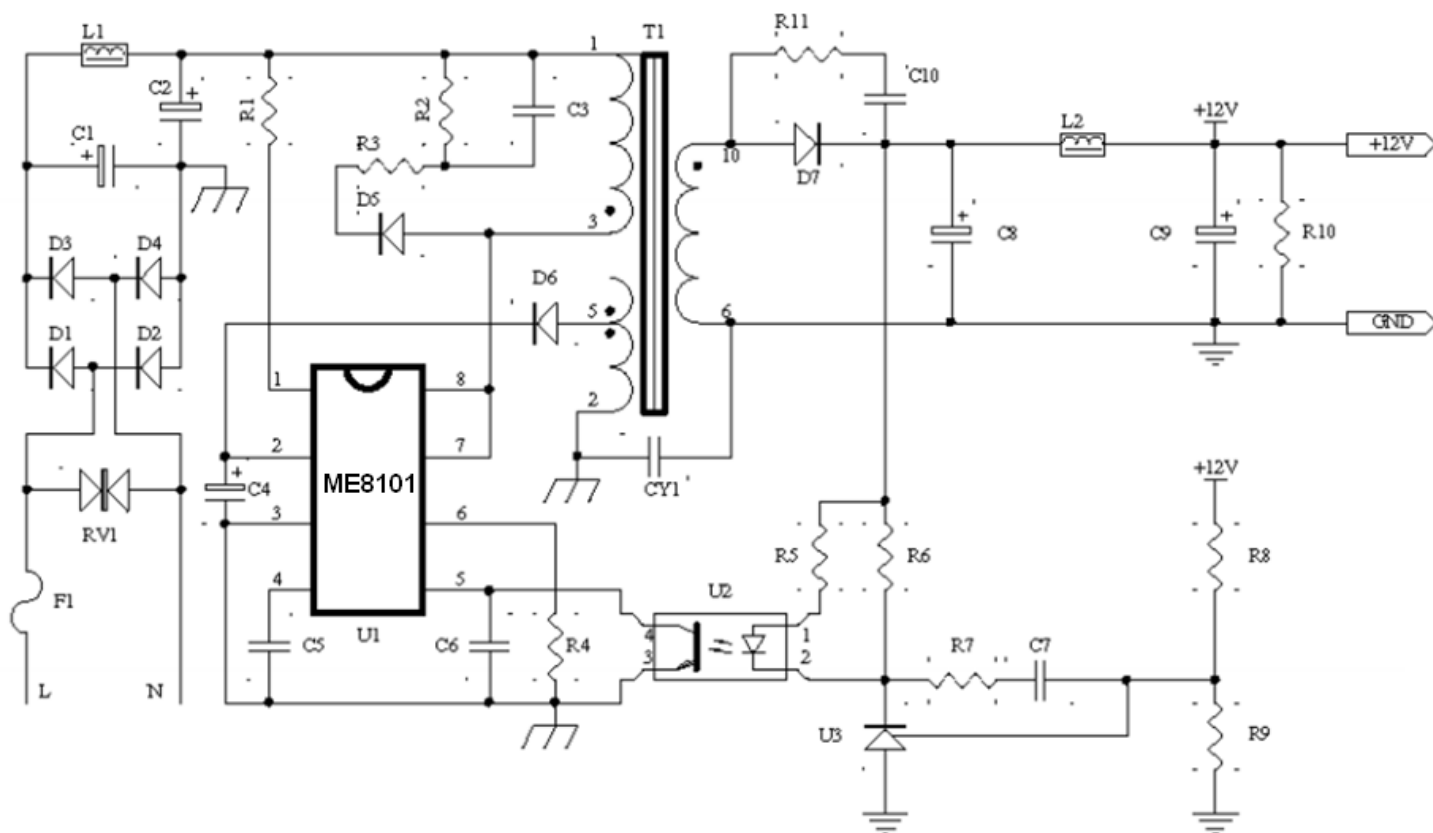 L1
T1
R11
1
C10
C2
R1
R2
C3
+12V
C1
L2
R3
10
+12V
D7
D5
3
C8
C9
R10
D3
D4
D6
5
6
GND
D1
D2
1
8
2
2
7
+12V
C4
ME8101
CY1
3
6
RV1
R5
R6
R8
4
5
U2
F1
U1
C5
C6
R4
4
1
3
2
R7
C7
L
N
U3
R9